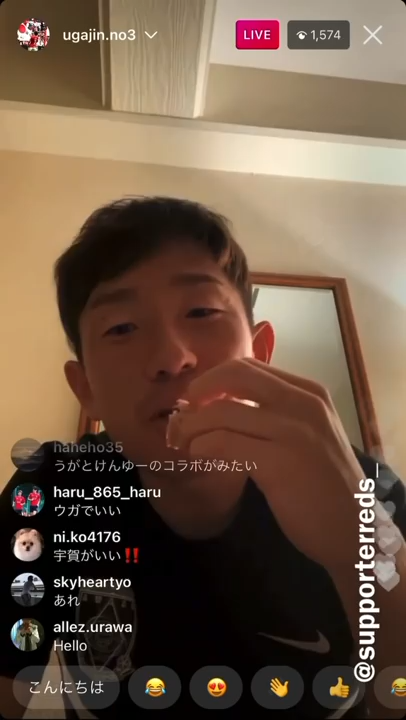 ugajin.no3
LIVE
1,574
haheho35
うがとけんゆーのコラボがみたい
haru_865_haru
ウガでいい
ni.ko4176
宇賀がいい‼️
skyheartyo
あれ
allez.urawa
Hello
こんにちは
@supporterreds_